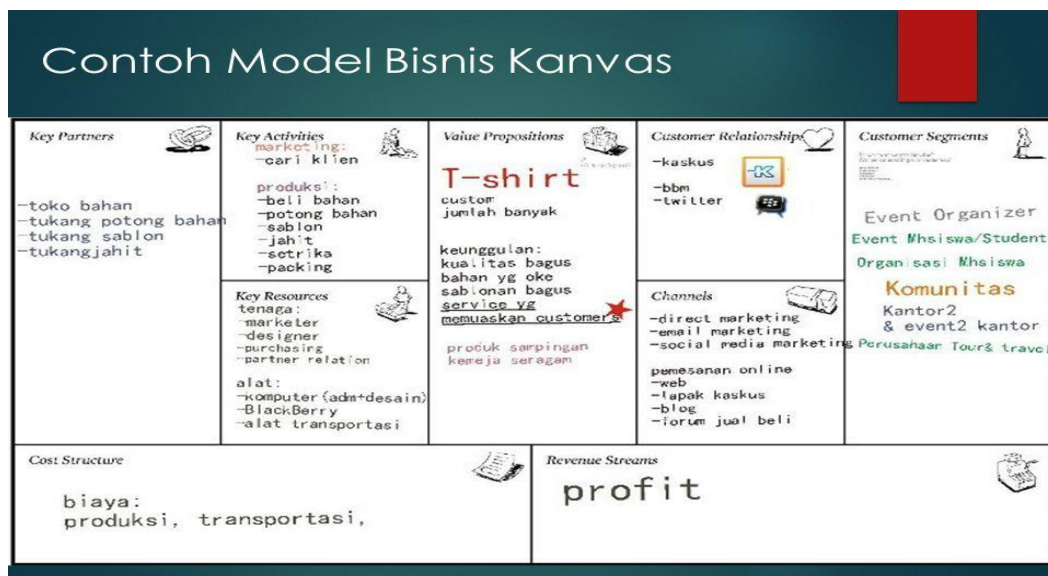 Contoh Model Bisnis Kanvas
Key Partners
-toko bahan
-tukang potong bahan
-tukang sablon
-tukangjahit
Key Activities
marketing:
-cari klien
produksi:
-beli bahan
-potong bahan
-sablon
-jahit
-setrika
-packing
Key Resources
tenaga:
-marketer
-designer
-purchasing
-partner relation
alat:
-komputer(adm+desain)
-BlackBerry
-alat transportasi
Value Propositions
T-shirt
custom
jumlah banyak
keunggulan:
kualitas bagus
bahan yg oke
sablonan bagus
service yg
memuaskan customers
produk sampingan
kemeja seragam
Customer Relationships
-kaskus
-bbm
-twitter
Channels
-direct marketing
-email marketing
-social media marketing
pemesanan online
-web
-lapak kaskus
-blog
-forum jual beli
Customer Segments
Event Organizer
Event Mhsiswa/Student
Organisasi Mhsiswa
Komunitas
Kantor2
& event2 kantor
Perusahaan Tour& travel
Cost Structure
biaya:
produksi, transportasi,
Revenue Streams
profit